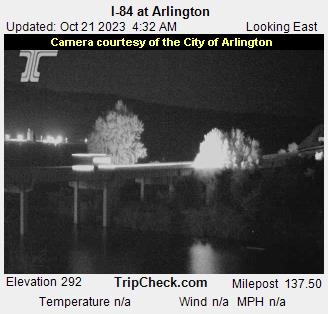 I-84 at Arlington
Updated: Oct 21 2023 4:32 AM Looking East
Camera courtesy of the City of Arlington
Elevation 292 TripCheck.com Milepost 137.50
Temperature n/a Wind n/a MPH n/a